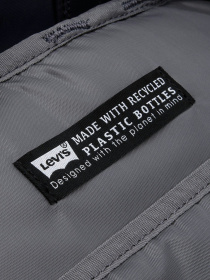 Levi's
MADE WITH RECYCLED
PLASTIC BOTTLES
Designed with the planet in mind